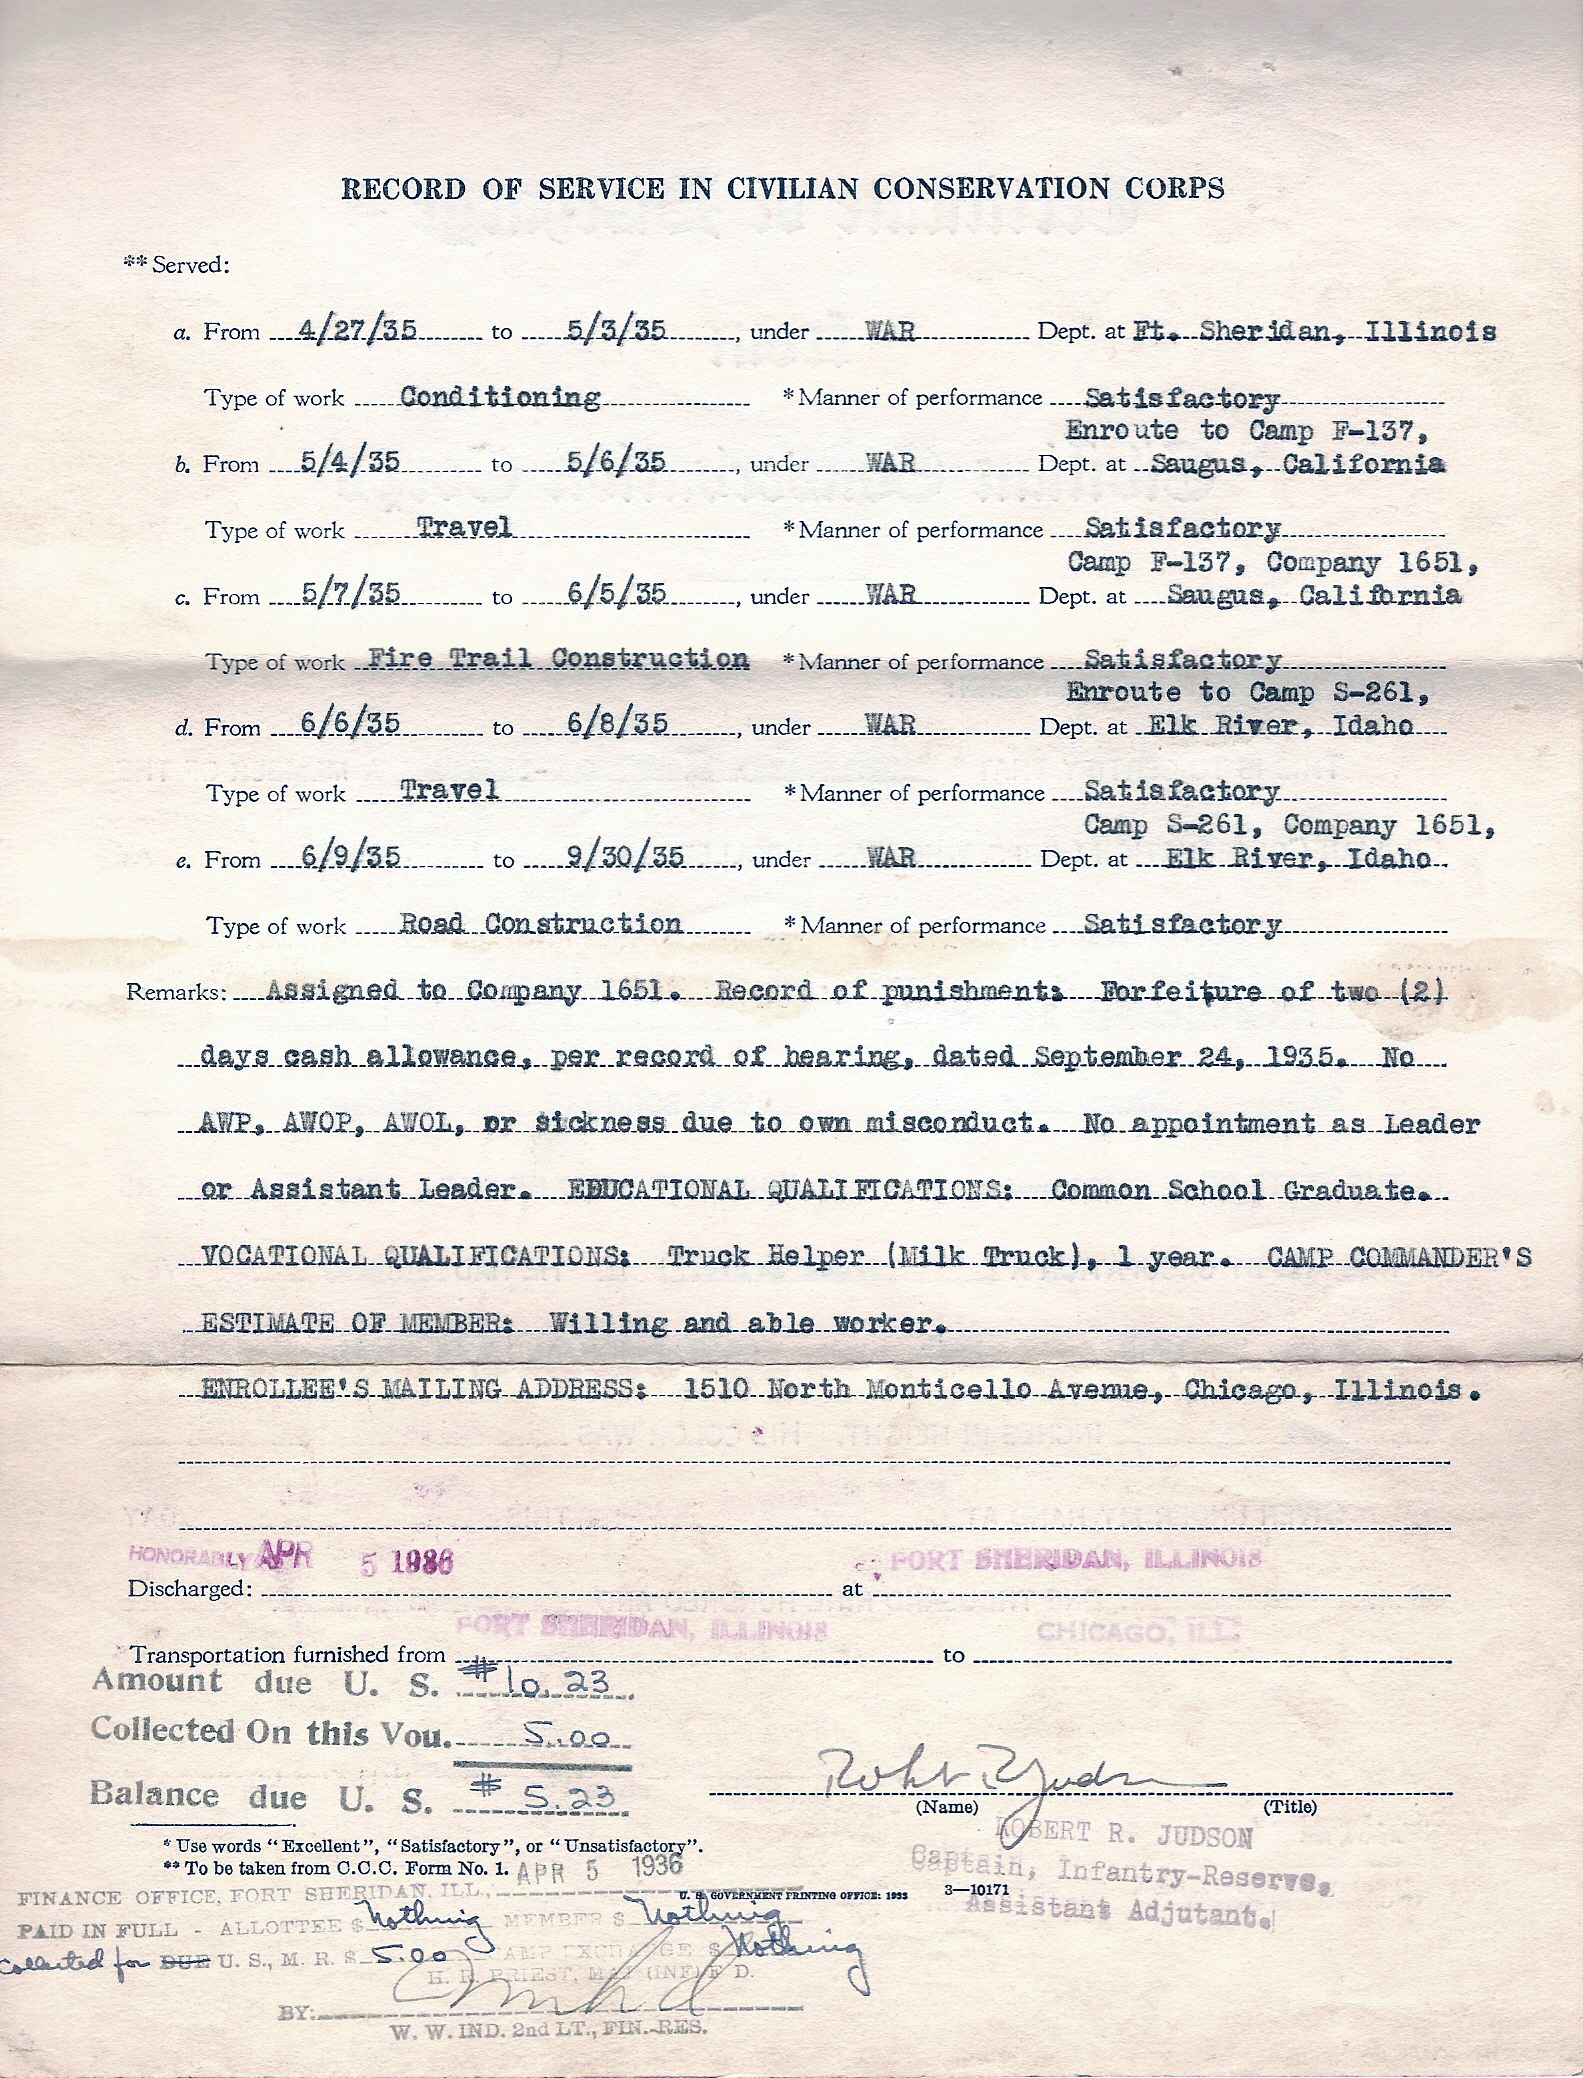 RECORD OF SERVICE IN CIVILIAN CONSERVATION CORPS
** Served:
a. From 4/27/35 to 5/3/35, under WAR Dept. at Ft. Sheridan, Illinois
Type of work Conditioning * Manner of performance Satisfactory
Enroute to Camp F-137,
b. From 5/4/35 to 5/6/35, under WAR Dept. at Saugus, California
Type of work Travel * Manner of performance Satisfactory
Camp F-137, Company 1651,
c. From 5/7/35 to 6/5/35, under WAR Dept. at Saugus, California
Type of work Fire Trail Construction * Manner of performance Satisfactory
Enroute to Camp S-261,
d. From 6/6/35 to 6/8/35, under WAR Dept. at Elk River, Idaho
Type of work Travel * Manner of performance Satisfactory
Camp S-261, Company 1651,
e. From 6/9/35 to 9/30/35, under WAR Dept. at Elk River, Idaho
Type of work Road Construction * Manner of performance Satisfactory
Remarks: Assigned to Company 1651. Record of punishment: Forfeiture of two (2)
days cash allowance, per record of hearing, dated September 24, 1935. No
AWP, AWOP, AWOL, or sickness due to own misconduct. No appointment as Leader
or Assistant Leader. EDUCATIONAL QUALIFICATIONS: Common School Graduate.
VOCATIONAL QUALIFICATIONS: Truck Helper (Milk Truck), 1 year. CAMP COMMANDER'S
ESTIMATE OF MEMBER: Willing and able worker.
ENROLLEE'S MAILING ADDRESS: 1510 North Monticello Avenue, Chicago, Illinois.
HONORABLY APR 5 1936 FORT SHERIDAN, ILLINOIS
Discharged: at
FORT SHERIDAN, ILLINOIS CHICAGO, ILL.
Transportation furnished from to
Amount due U. S. $10.23
Collected On this Vou. 5.00
Balance due U. S. $ 5.23
Robt R Judson
(Name) (Title)
ROBERT R. JUDSON
Captain, Infantry-Reserve,
Assistant Adjutant.
* Use words "Excellent", "Satisfactory", or "Unsatisfactory".
** To be taken from C.C.C. Form No. 1. APR 5 1936
U. S. GOVERNMENT PRINTING OFFICE: 1933 3—10171
FINANCE OFFICE, FORT SHERIDAN, ILL.,
PAID IN FULL - ALLOTTEE $ Nothing MEMBER $ Nothing
Collected for DUE U. S., M. R. $ 5.00 CAMP EXCHANGE $ Nothing
H. R. PRIEST, MAJ (INF) F. D.
BY:
W. W. IND. 2nd LT., FIN.-RES.